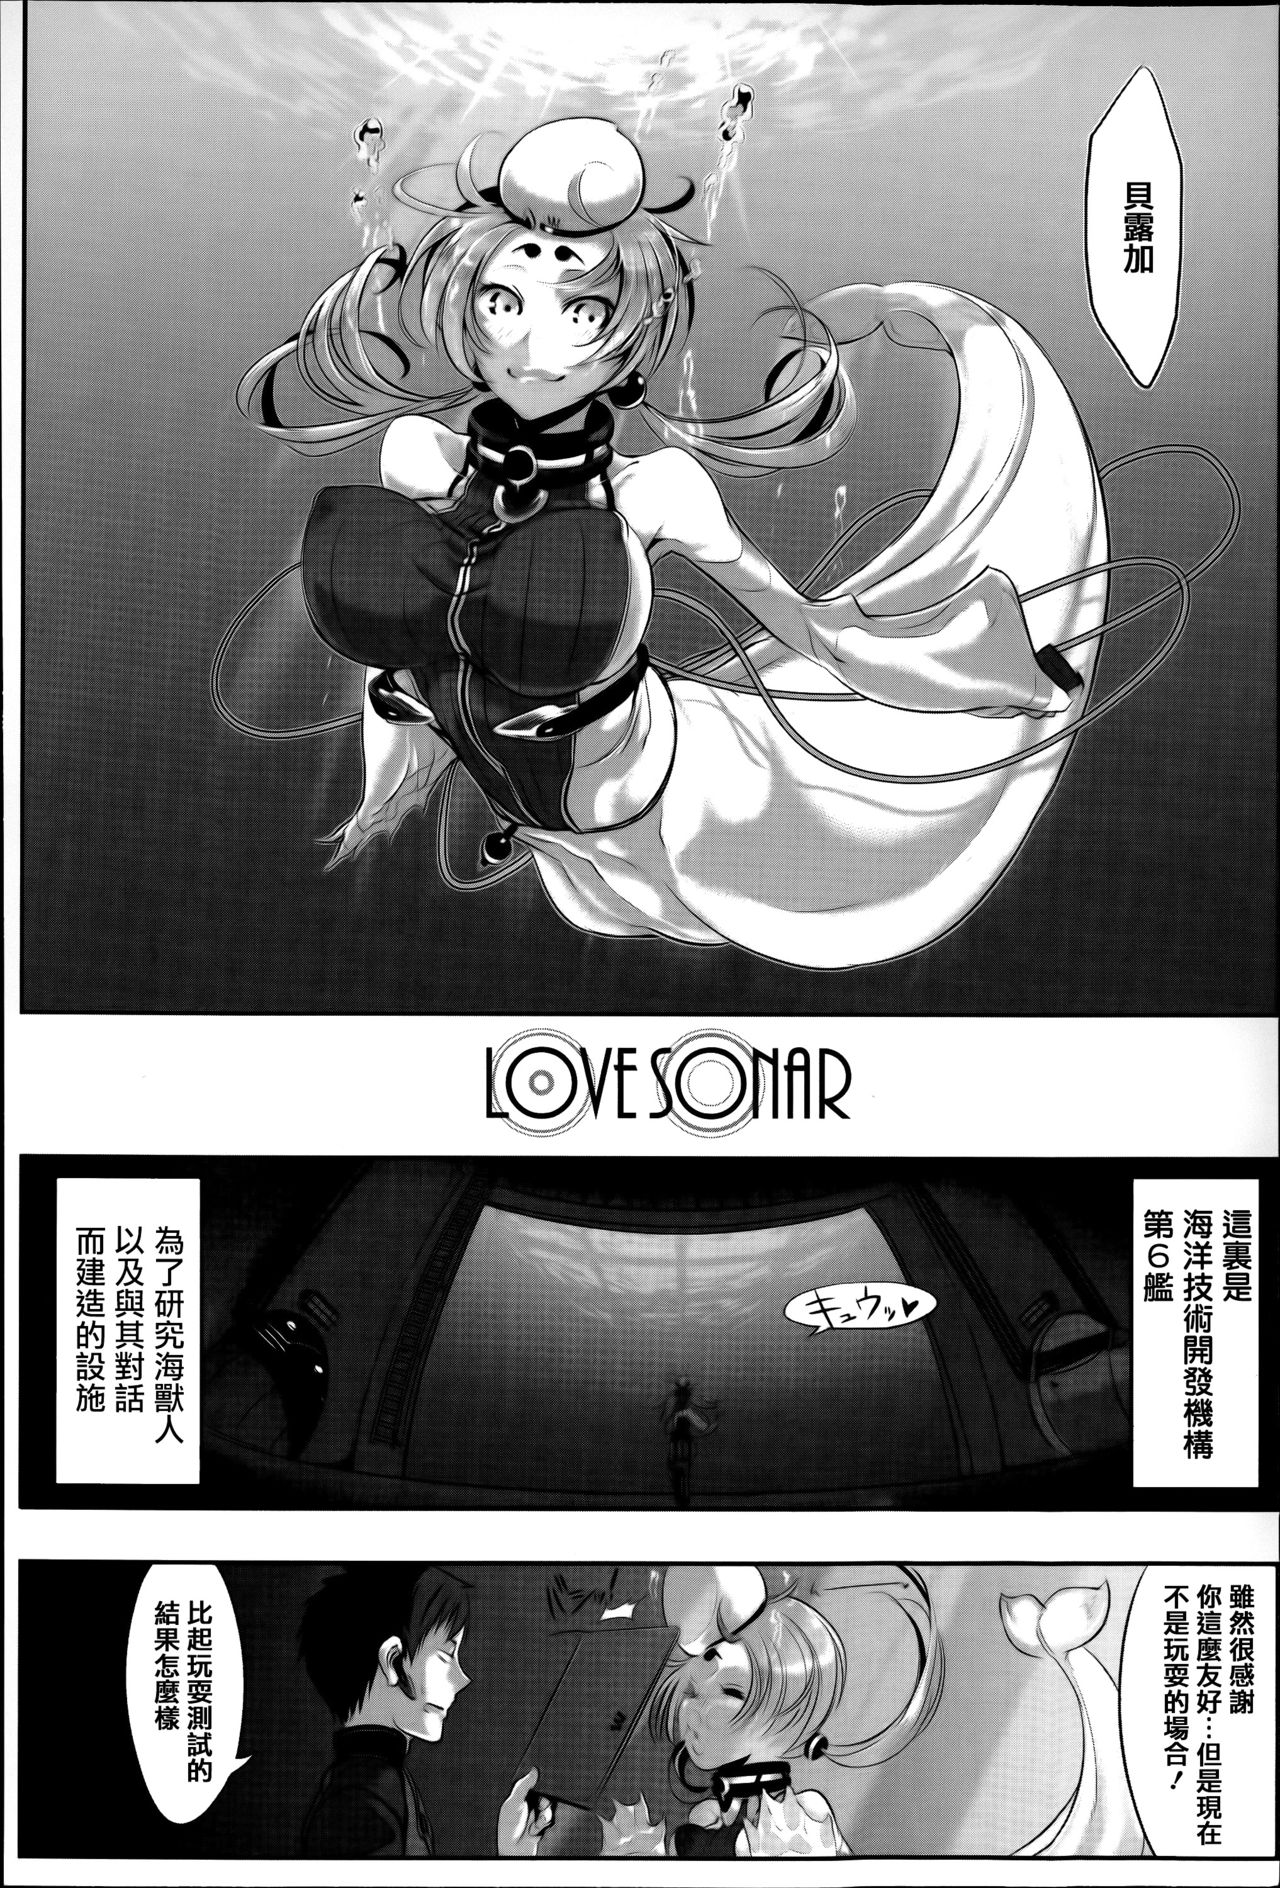 貝露加
LOVE SONAR
這裏是
海洋技術開發機構
第6艦
キュウッ♥
為了研究海獸人
以及與其對話
而建造的設施
雖然很感謝
你這麼友好…但是現在
不是玩耍的場合！
比起玩耍測試的
結果怎麼樣